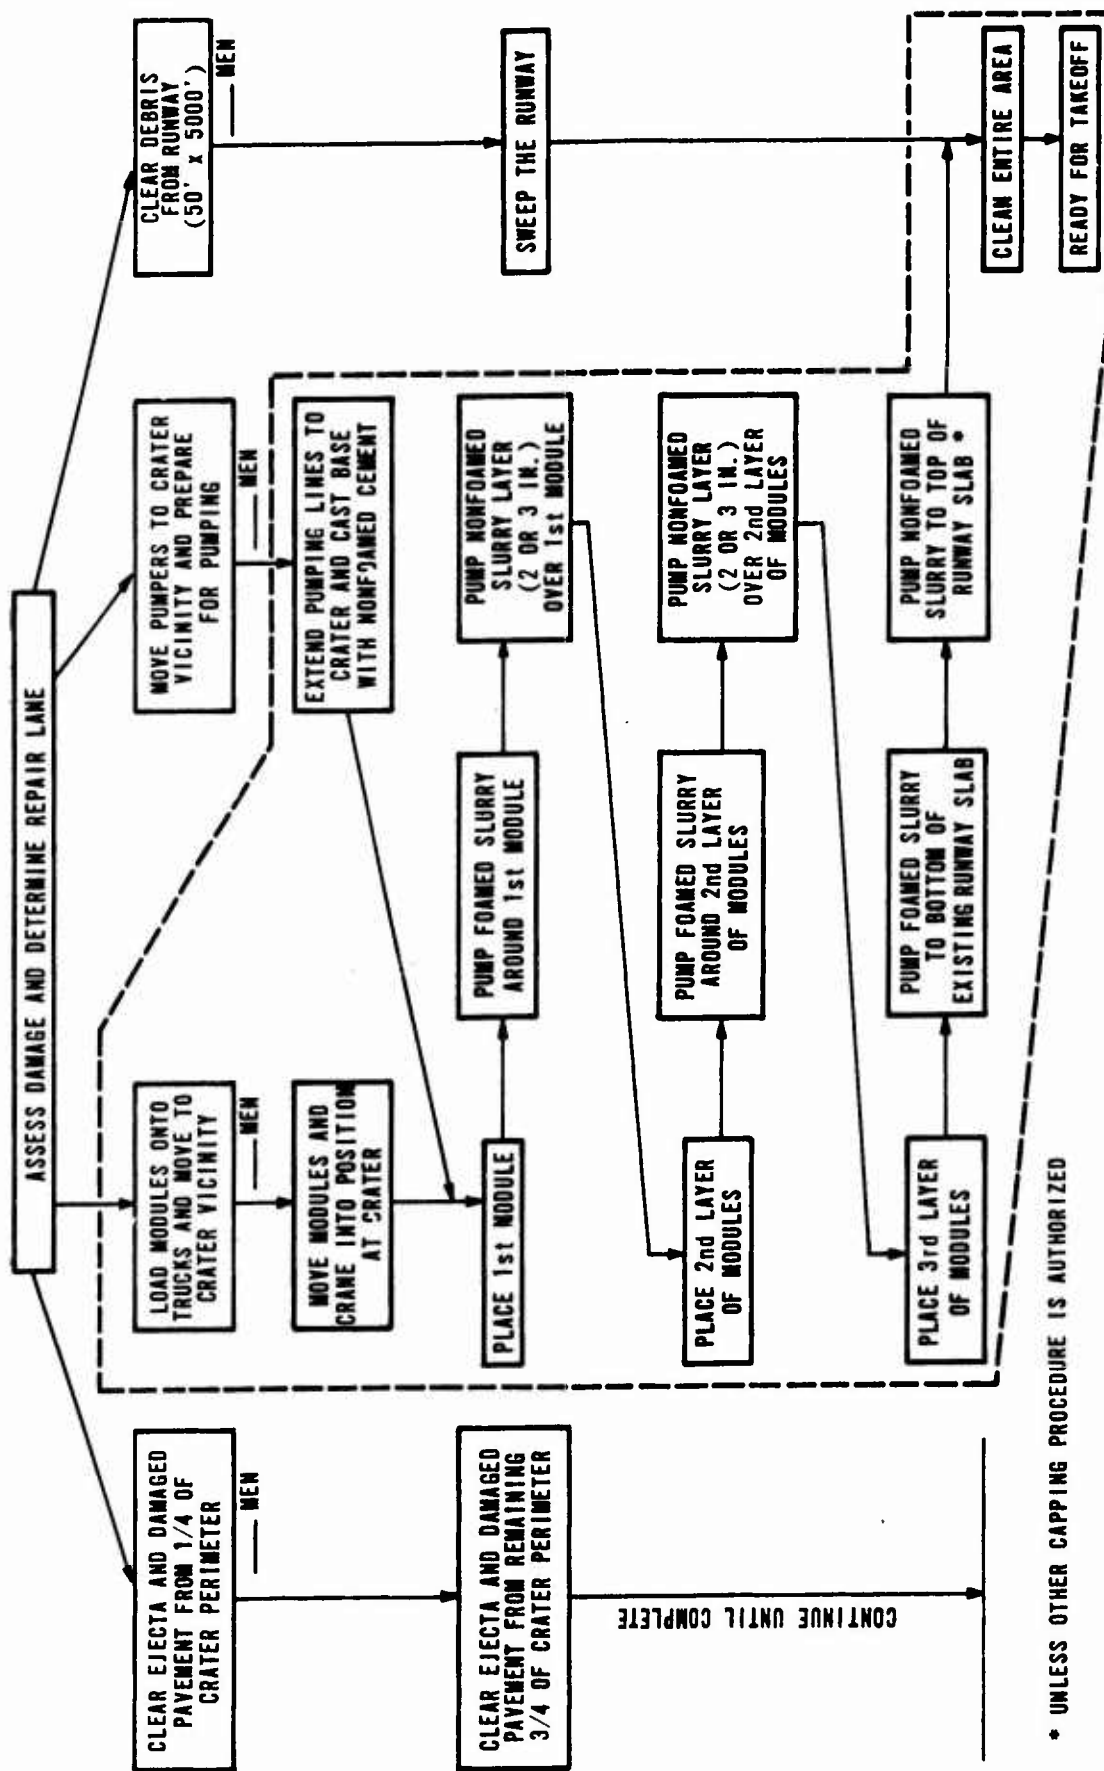 ASSESS DAMAGE AND DETERMINE REPAIR LANE
CLEAR EJECTA AND DAMAGED
PAVEMENT FROM 1/4 OF
CRATER PERIMETER
MEN
LOAD MODULES ONTO
TRUCKS AND MOVE TO
CRATER VICINITY
MEN
MOVE PUMPERS TO CRATER
VICINITY AND PREPARE
FOR PUMPING
MEN
CLEAR DEBRIS
FROM RUNWAY
(50' x 5000')
MEN
MOVE MODULES AND
CRANE INTO POSITION
AT CRATER
EXTEND PUMPING LINES TO
CRATER AND CAST BASE
WITH NONFOAMED CEMENT
CLEAR EJECTA AND DAMAGED
PAVEMENT FROM REMAINING
3/4 OF CRATER PERIMETER
PLACE 1st MODULE
PUMP FOAMED SLURRY
AROUND 1st MODULE
PUMP NONFOAMED
SLURRY LAYER
(2 OR 3 IN.)
OVER 1st MODULE
SWEEP THE RUNWAY
CONTINUE UNTIL COMPLETE
PLACE 2nd LAYER
OF MODULES
PUMP FOAMED SLURRY
AROUND 2nd LAYER
OF MODULES
PUMP NONFOAMED
SLURRY LAYER
(2 OR 3 IN.)
OVER 2nd LAYER
OF MODULES
PLACE 3rd LAYER
OF MODULES
PUMP FOAMED SLURRY
TO BOTTOM OF
EXISTING RUNWAY SLAB
PUMP NONFOAMED
SLURRY TO TOP OF
RUNWAY SLAB *
CLEAN ENTIRE AREA
READY FOR TAKEOFF
* UNLESS OTHER CAPPING PROCEDURE IS AUTHORIZED